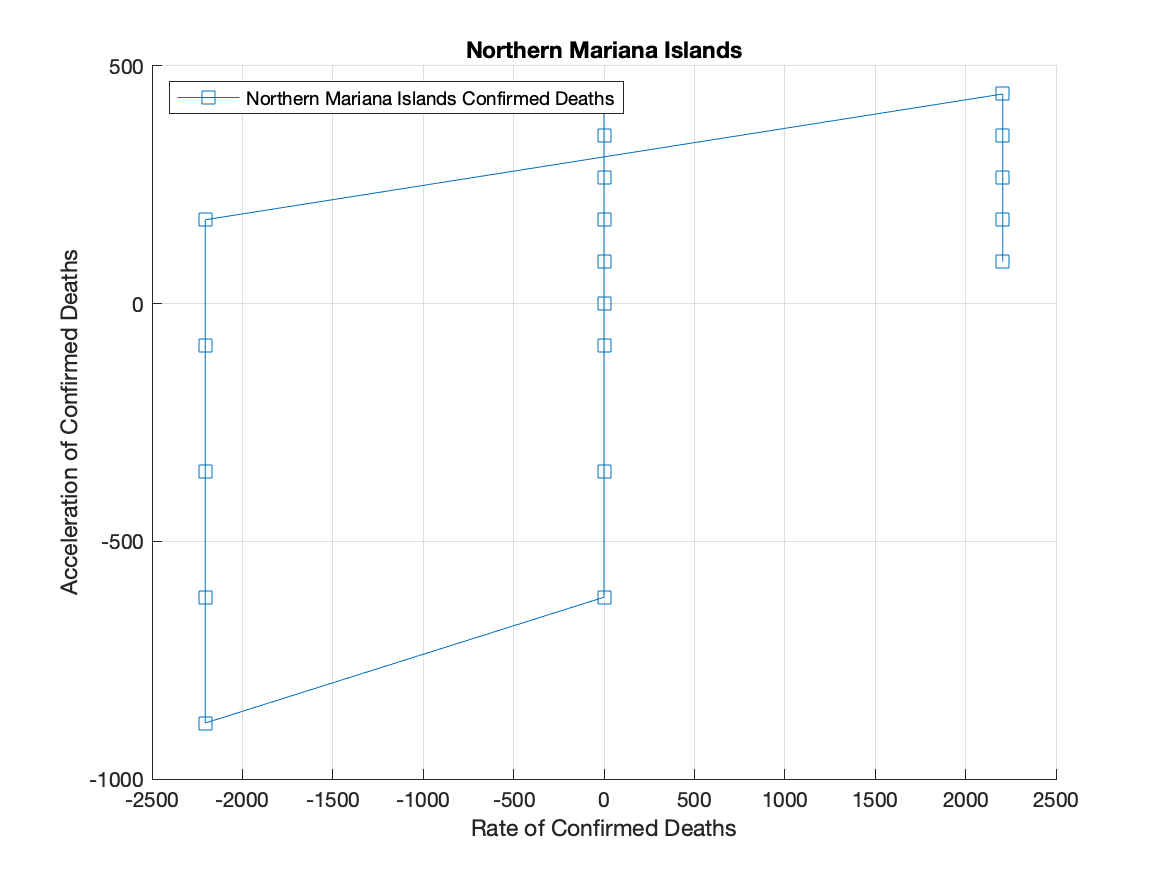 Northern Mariana Islands
Northern Mariana Islands Confirmed Deaths
500
0
-500
-1000
Acceleration of Confirmed Deaths
-2500 -2000 -1500 -1000 -500 0 500 1000 1500 2000 2500
Rate of Confirmed Deaths